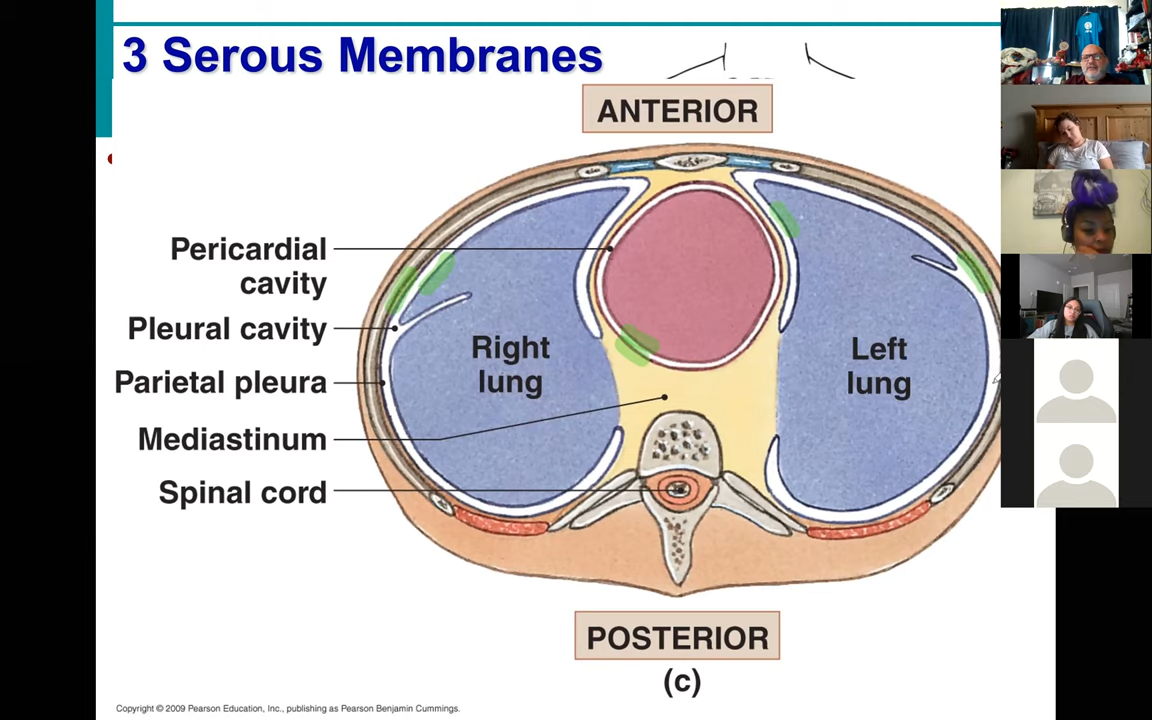 3 Serous Membranes
ANTERIOR
Pericardial
cavity
Pleural cavity
Parietal pleura
Mediastinum
Spinal cord
Right
lung
Left
lung
POSTERIOR
(c)
Copyright © 2009 Pearson Education, Inc., publishing as Pearson Benjamin Cummings.